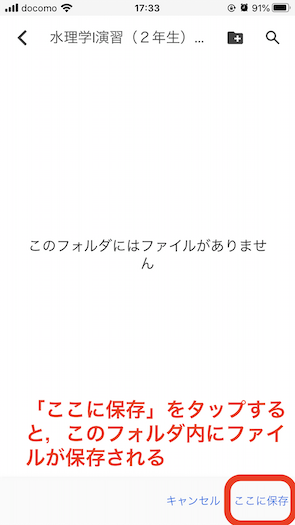 docomo 17:33 91%
水理学I演習（２年生）...
このフォルダにはファイルがありませ
ん
「ここに保存」をタップする
と，このフォルダ内にファイ
ルが保存される
キャンセル ここに保存